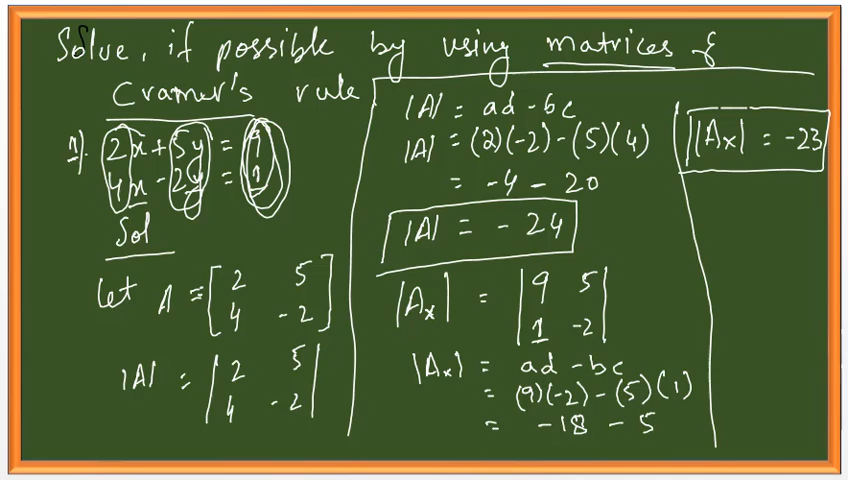 Solve, if possible by using matrices &
Cramer's rule
1). 2x + 5y = 9
4x - 2y = 1
Sol
Let A = [2 5
4 -2]
|A| = |2 5
4 -2|
|A| = ad - bc
|A| = (2)(-2) - (5)(4)
= -4 - 20
|A| = - 24
|Ax| = |9 5
1 -2|
|Ax| = ad - bc
= (9)(-2) - (5)(1)
= -18 - 5
|Ax| = -23